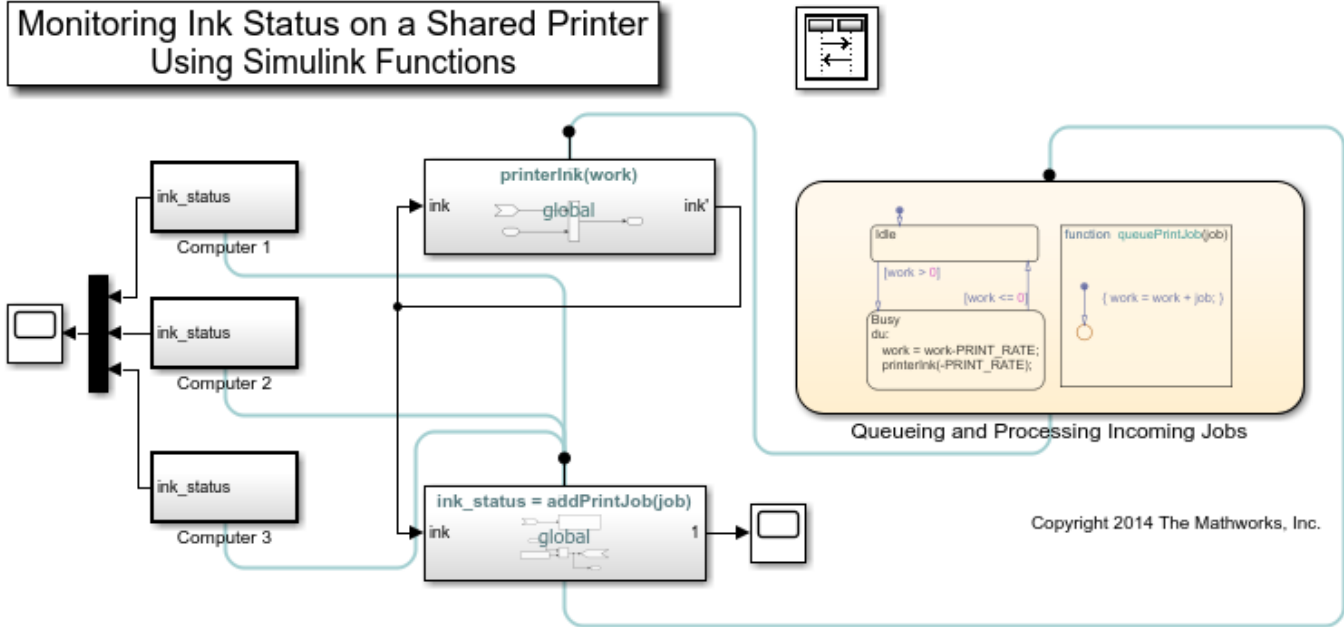 Monitoring Ink Status on a Shared Printer
Using Simulink Functions
ink_status
Computer 1
ink_status
Computer 2
ink_status
Computer 3
printerInk(work)
ink
global
ink'
ink_status = addPrintJob(job)
ink
global
1
Idle
[work > 0]
[work <= 0]
Busy
du:
work = work-PRINT_RATE;
printerInk(-PRINT_RATE);
function queuePrintJob(job)
{ work = work + job; }
Queueing and Processing Incoming Jobs
Copyright 2014 The Mathworks, Inc.